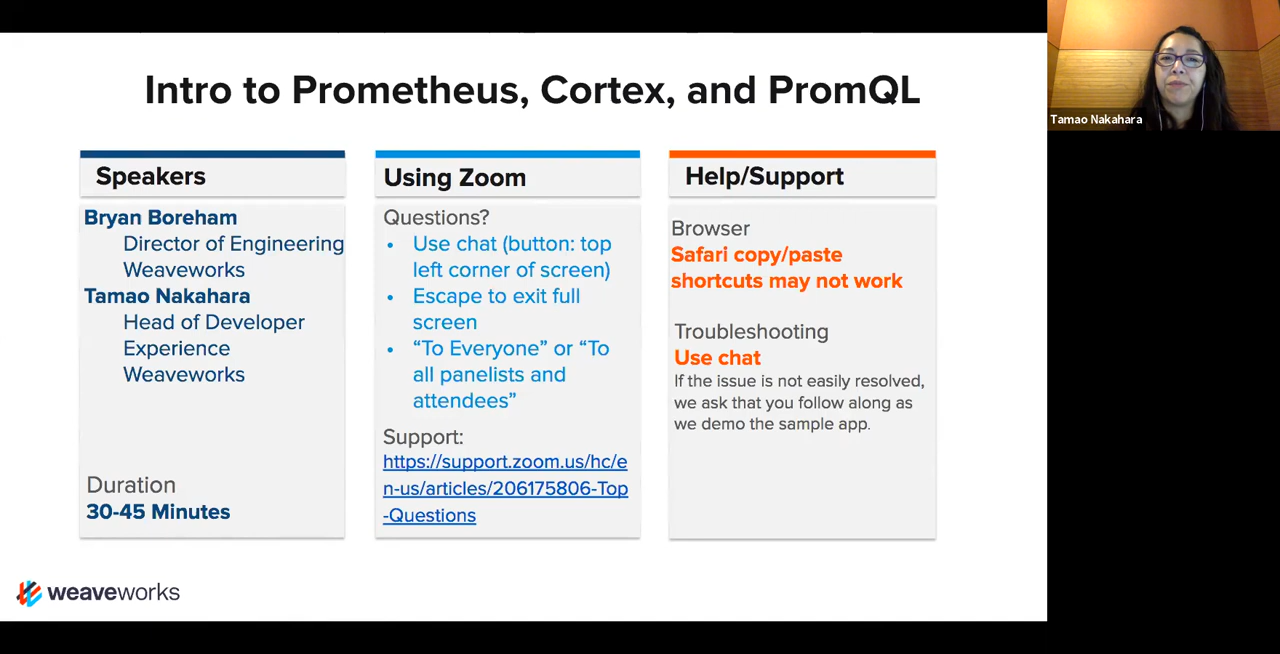 Intro to Prometheus, Cortex, and PromQL
Tamao Nakahara
Speakers
Bryan Boreham
Director of Engineering
Weaveworks
Tamao Nakahara
Head of Developer
Experience
Weaveworks
Duration
30-45 Minutes
Using Zoom
Questions?
• Use chat (button: top
left corner of screen)
• Escape to exit full
screen
• “To Everyone” or “To
all panelists and
attendees”
Support:
https://support.zoom.us/hc/e
n-us/articles/206175806-Top
-Questions
Help/Support
Browser
Safari copy/paste
shortcuts may not work
Troubleshooting
Use chat
If the issue is not easily resolved,
we ask that you follow along as
we demo the sample app.
weaveworks